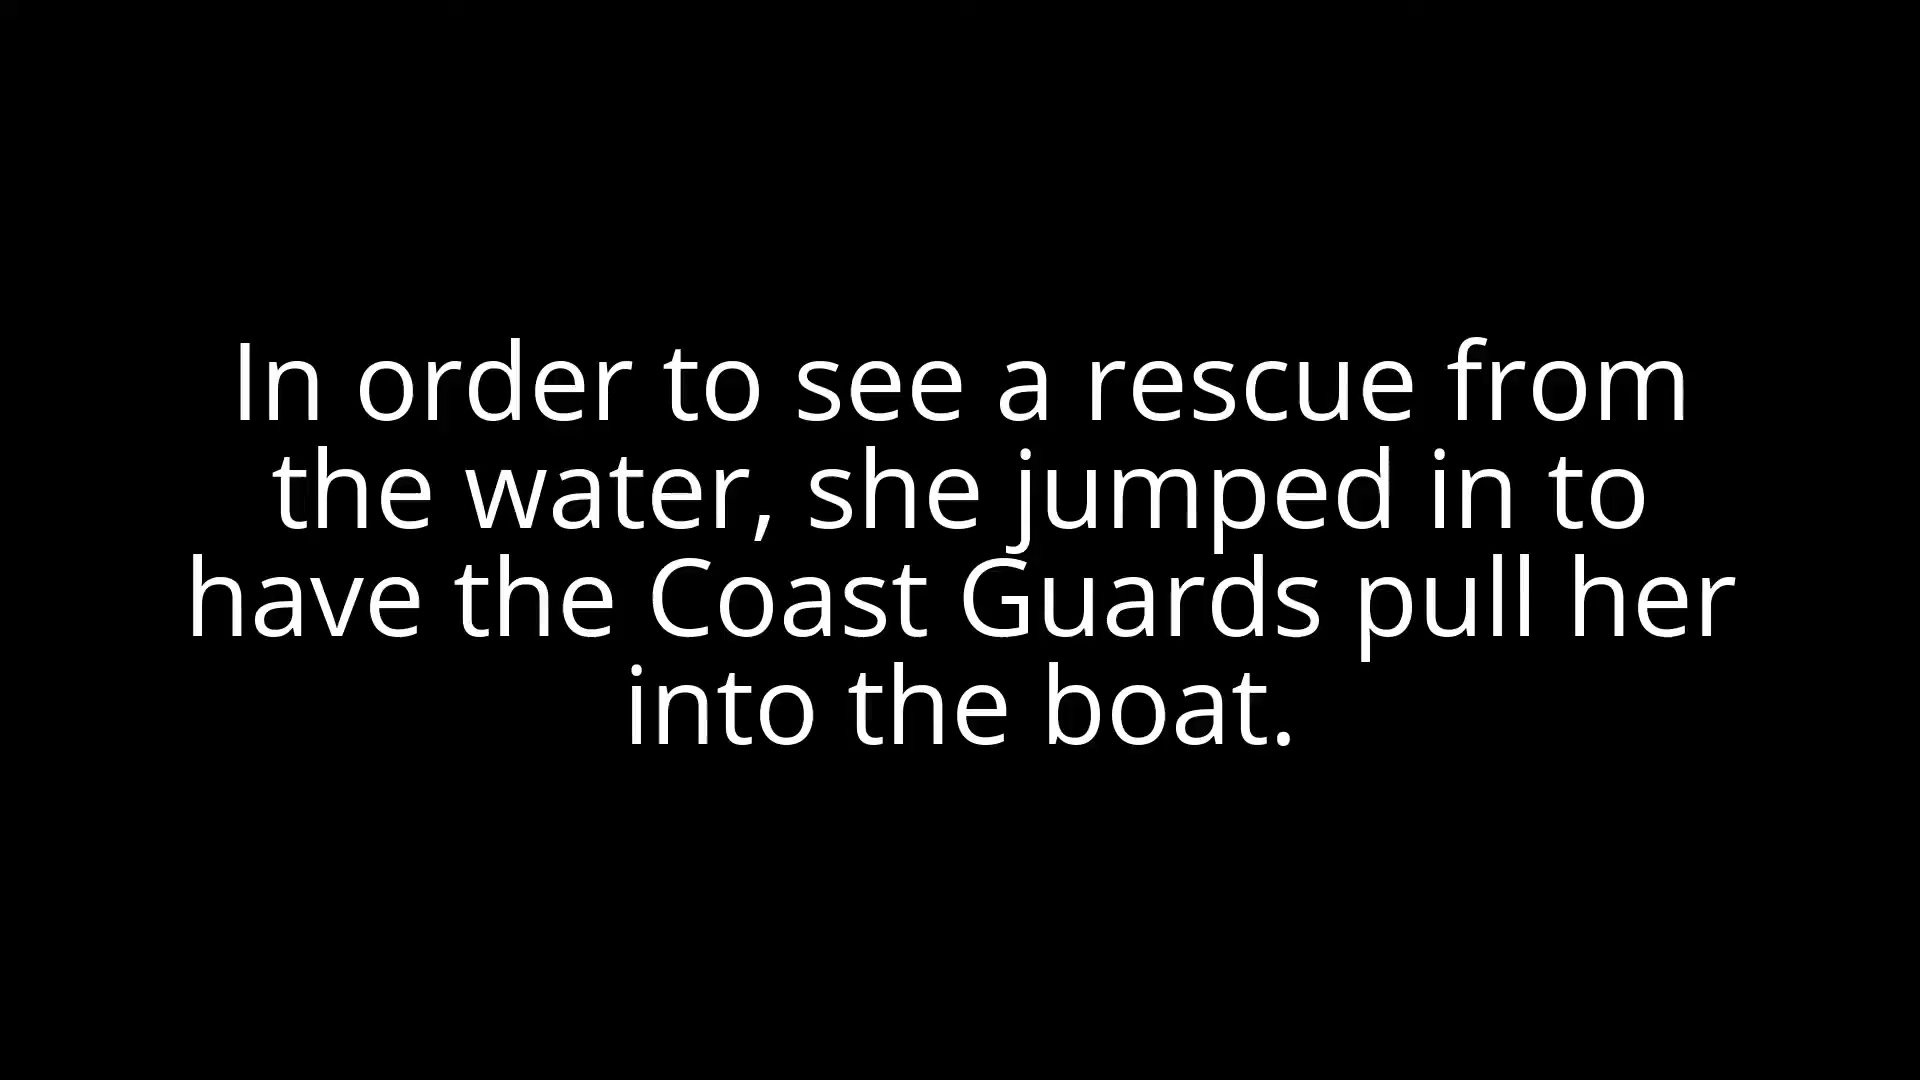 In order to see a rescue from
the water, she jumped in to
have the Coast Guards pull her
into the boat.